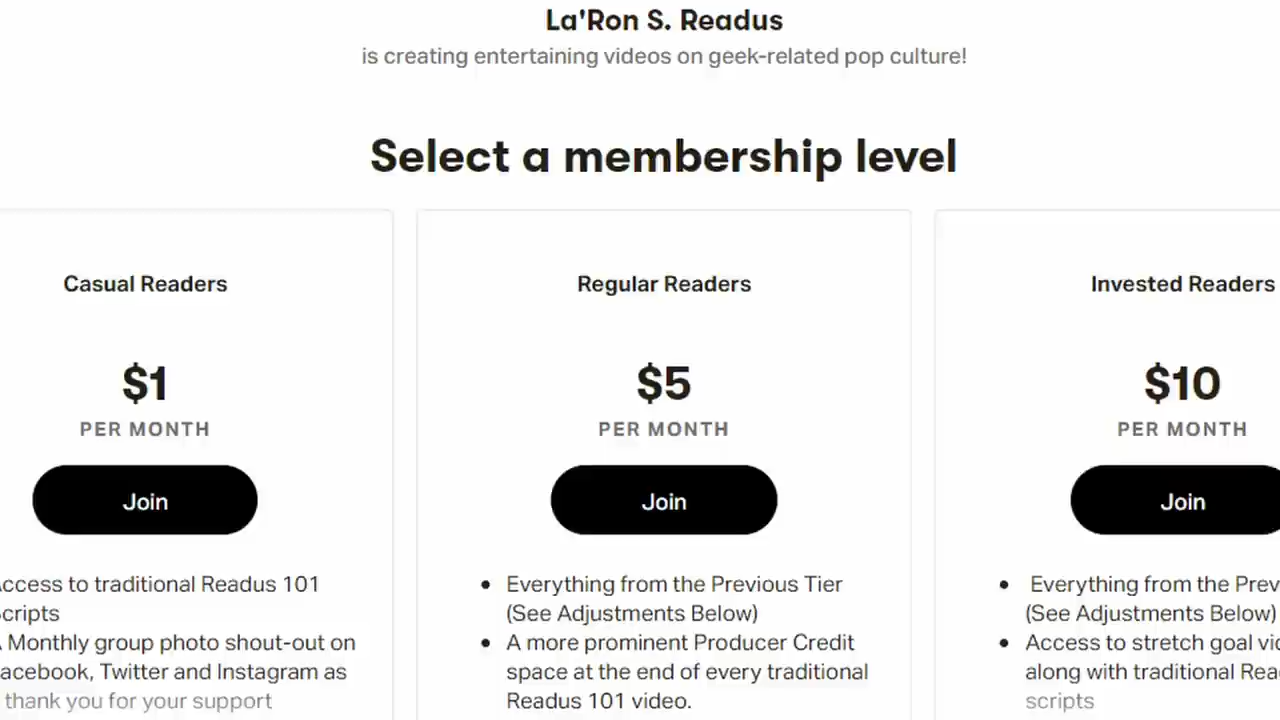 La'Ron S. Readus
is creating entertaining videos on geek-related pop culture!
Select a membership level
Casual Readers
$1
PER MONTH
Join
ccess to traditional Readus 101
cripts
Monthly group photo shout-out on
acebook, Twitter and Instagram as
thank you for your support
Regular Readers
$5
PER MONTH
Join
• Everything from the Previous Tier
(See Adjustments Below)
• A more prominent Producer Credit
space at the end of every traditional
Readus 101 video.
Invested Readers
$10
PER MONTH
Join
• Everything from the Prev
(See Adjustments Below)
• Access to stretch goal vi
along with traditional Rea
scripts